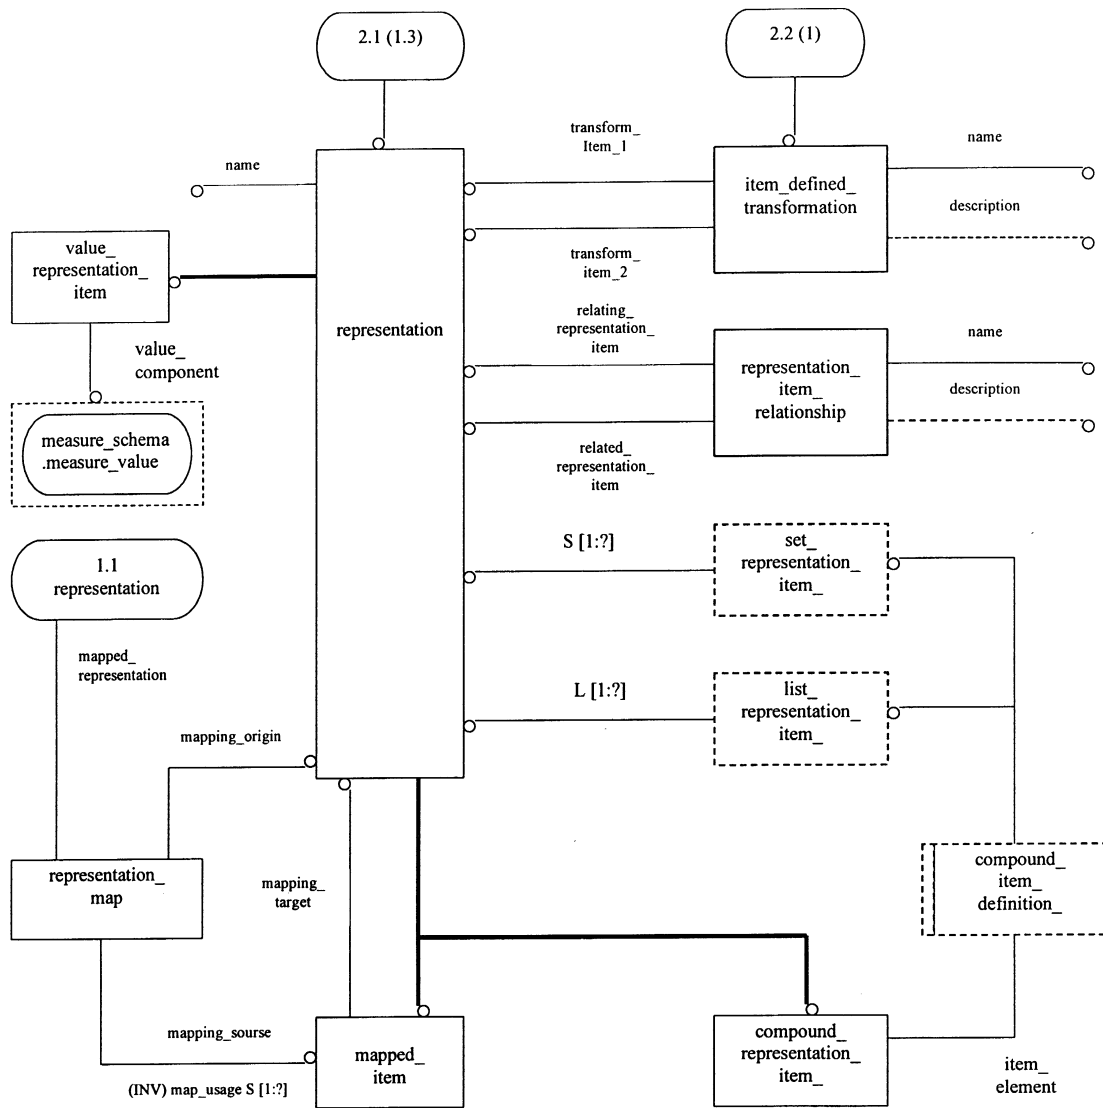 2.1 (1.3)
2.2 (1)
transform_
Item_1
name
name
item_defined_
transformation
description
value_
representation_
item
transform_
item_2
representation
relating_
representation_
item
name
value_
component
representation_
item_
relationship
description
measure_schema
.measure_value
related_
representation_
item
S [1:?]
set_
representation_
item_
1.1
representation
mapped_
representation
L [1:?]
list_
representation_
item_
mapping_origin
representation_
map
mapping_
target
compound_
item_
definition_
mapping_sourse
mapped_
item
compound_
representation_
item_
item_
element
(INV) map_usage S [1:?]